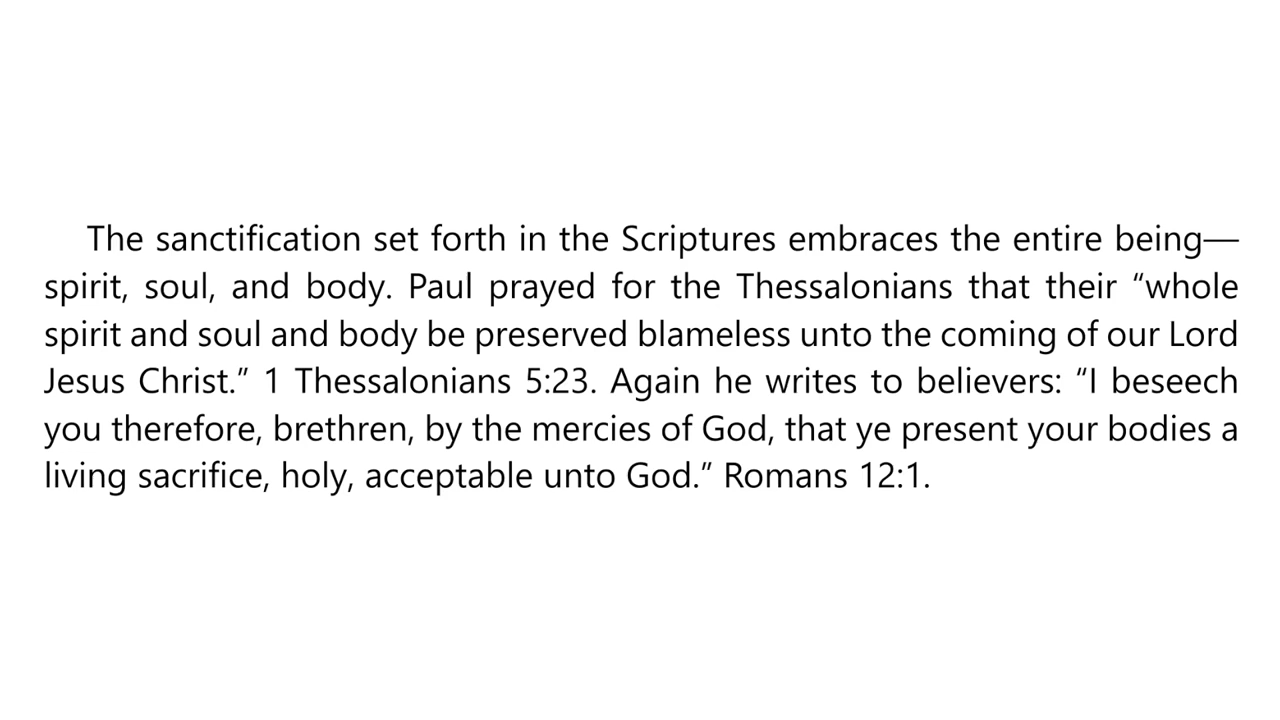 The sanctification set forth in the Scriptures embraces the entire being—
spirit, soul, and body. Paul prayed for the Thessalonians that their “whole
spirit and soul and body be preserved blameless unto the coming of our Lord
Jesus Christ.” 1 Thessalonians 5:23. Again he writes to believers: “I beseech
you therefore, brethren, by the mercies of God, that ye present your bodies a
living sacrifice, holy, acceptable unto God.” Romans 12:1.